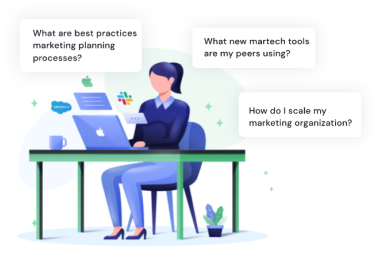 What are best practices
marketing planning
processes?
What new martech tools
are my peers using?
How do I scale my
marketing organization?